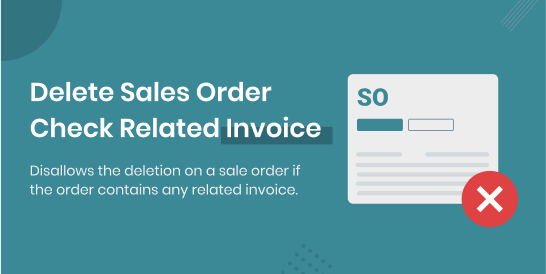 Delete Sales Order
Check Related Invoice
Disallows the deletion on a sale order if
the order contains any related invoice.
SO